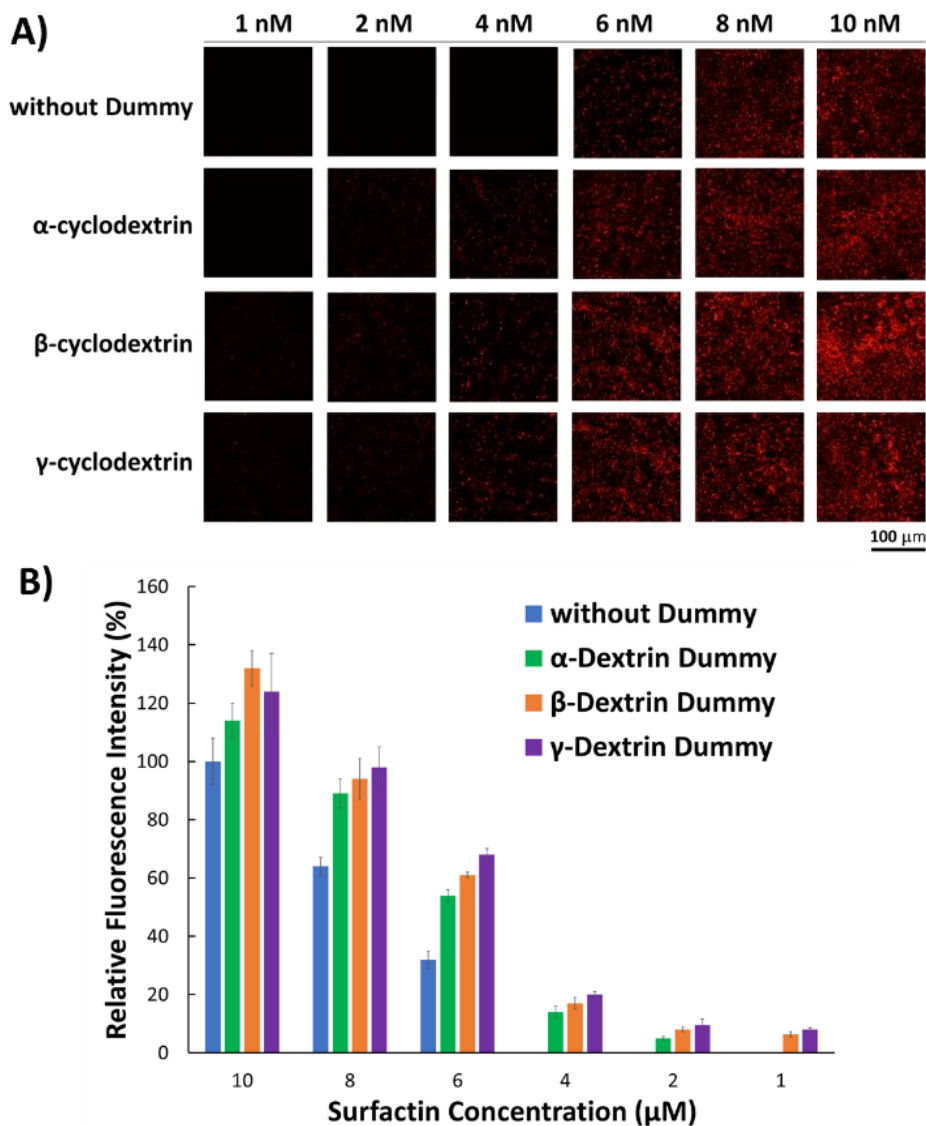 A)
1 nM 2 nM 4 nM 6 nM 8 nM 10 nM
without Dummy
α-cyclodextrin
β-cyclodextrin
γ-cyclodextrin
100 μm
B)
Relative Fluorescence Intensity (%)
160
140
120
100
80
60
40
20
0
without Dummy
α-Dextrin Dummy
β-Dextrin Dummy
γ-Dextrin Dummy
10 8 6 4 2 1
Surfactin Concentration (μM)